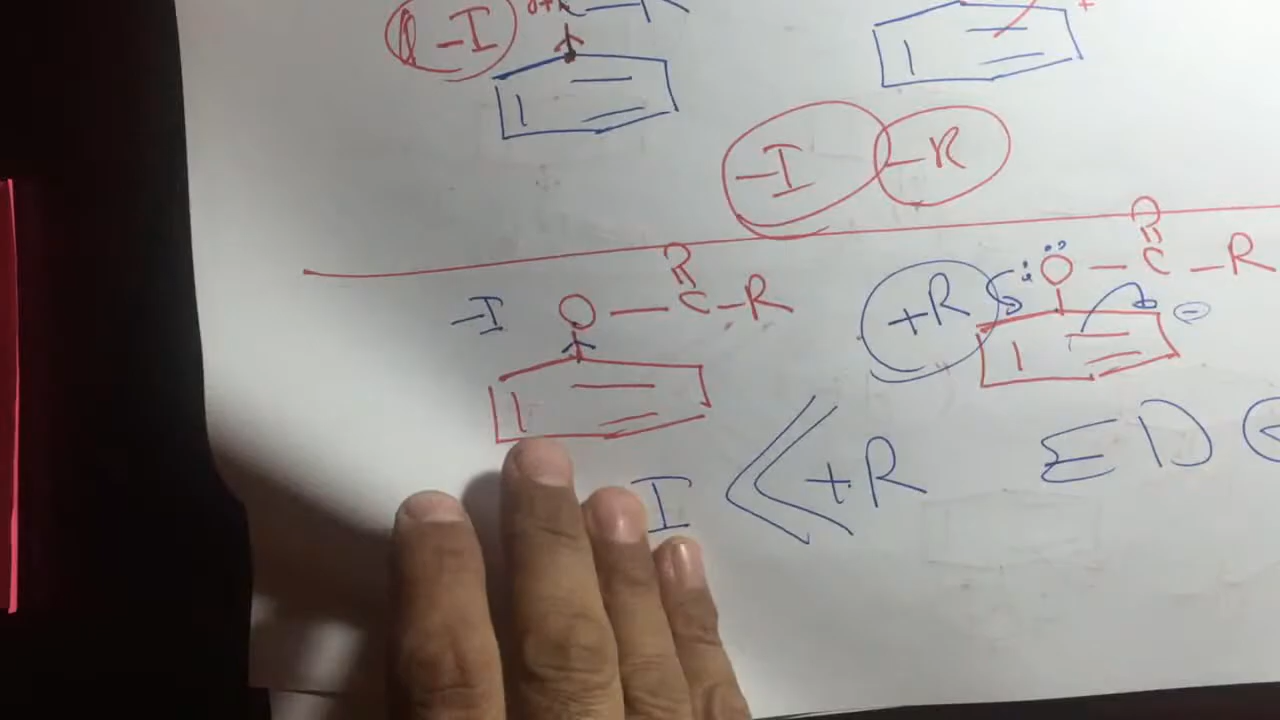 -I
-I -R
O
O - C - R
-I O - C - R
+R
⊖
I << +R ED